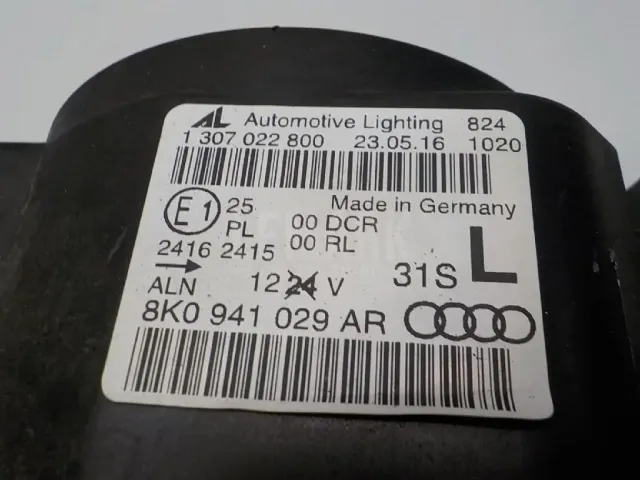 AL Automotive Lighting 824
1 307 022 800 23.05.16 1020
E1 25 Made in Germany
PL 00 DCR
2416 2415 00 RL
→ 31S L
ALN 12 24 V
8K0 941 029 AR